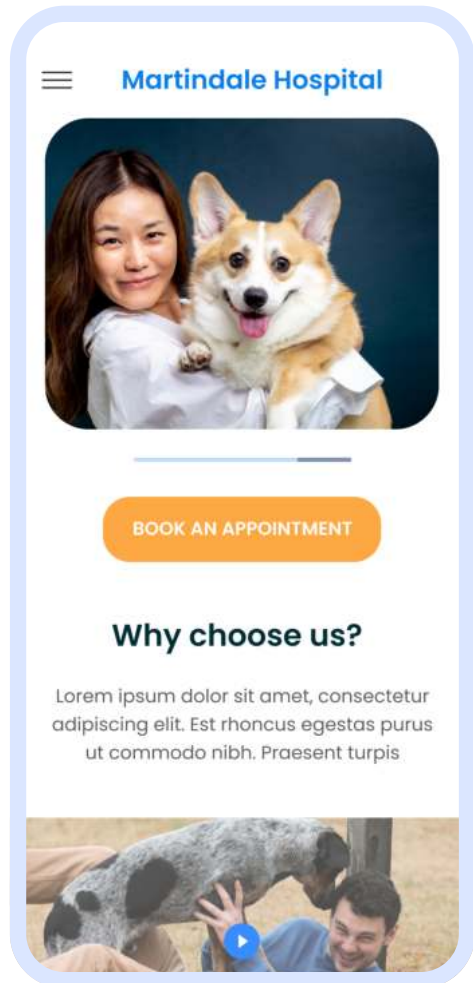 Martindale Hospital
BOOK AN APPOINTMENT
Why choose us?
Lorem ipsum dolor sit amet, consectetur
adipiscing elit. Est rhoncus egestas purus
ut commodo nibh. Praesent turpis